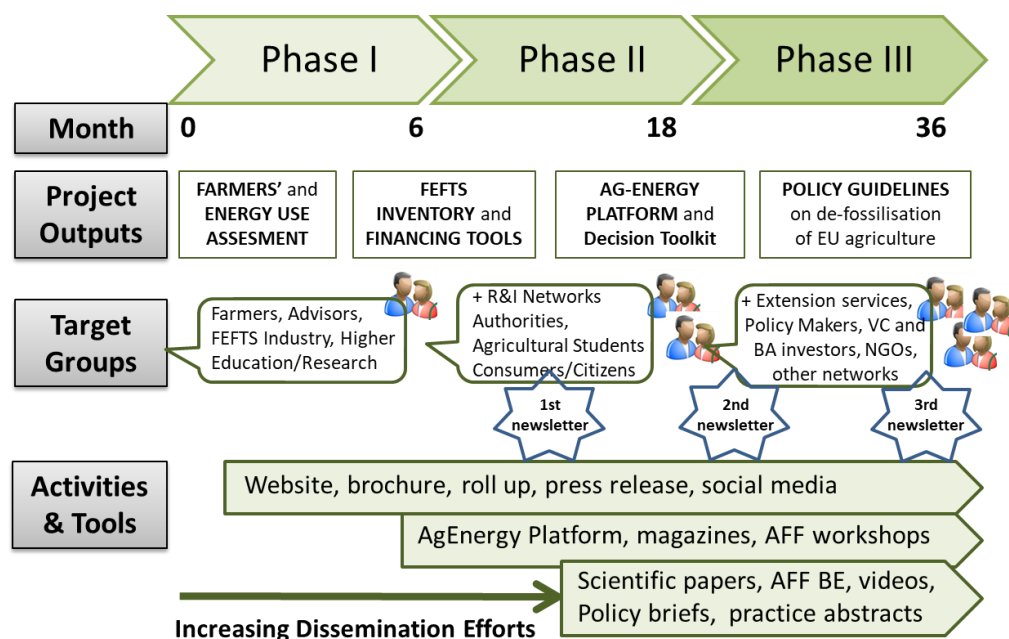 Phase I
Phase II
Phase III
Month
0
6
18
36
Project
Outputs
FARMERS' and
ENERGY USE
ASSESMENT
FEFTS
INVENTORY and
FINANCING TOOLS
AG-ENERGY
PLATFORM and
Decision Toolkit
POLICY GUIDELINES
on de-fossilisation
of EU agriculture
Target
Groups
Farmers, Advisors,
FEFTS Industry, Higher
Education/Research
+ R&I Networks
Authorities,
Agricultural Students
Consumers/Citizens
+ Extension services,
Policy Makers, VC and
BA investors, NGOs,
other networks
1st
newsletter
2nd
newsletter
3rd
newsletter
Activities
& Tools
Website, brochure, roll up, press release, social media
AgEnergy Platform, magazines, AFF workshops
Scientific papers, AFF BE, videos,
Policy briefs, practice abstracts
Increasing Dissemination Efforts